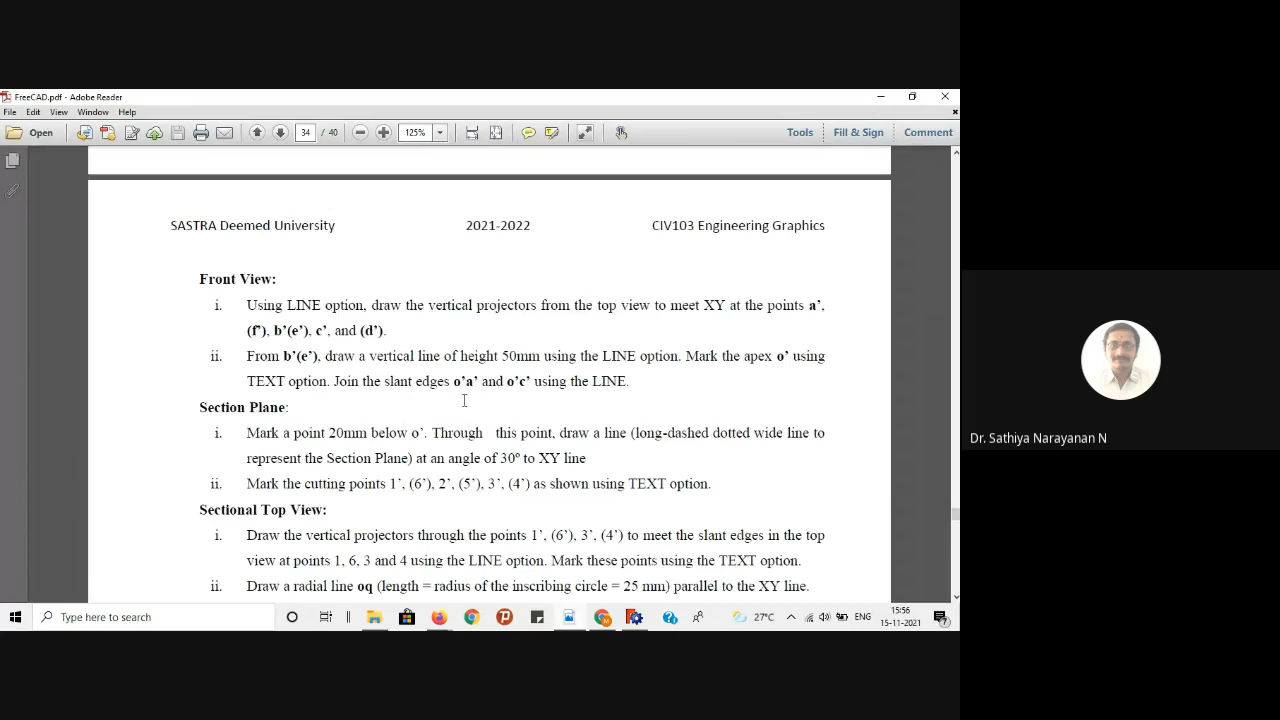 FreeCAD.pdf - Adobe Reader
File Edit View Window Help
Open 34 / 40 125% Tools Fill & Sign Comment
SASTRA Deemed University 2021-2022 CIV103 Engineering Graphics
Front View:
i. Using LINE option, draw the vertical projectors from the top view to meet XY at the points a’,
(f’), b’(e’), c’, and (d’).
ii. From b’(e’), draw a vertical line of height 50mm using the LINE option. Mark the apex o’ using
TEXT option. Join the slant edges o’a’ and o’c’ using the LINE.
Section Plane:
i. Mark a point 20mm below o’. Through this point, draw a line (long-dashed dotted wide line to
represent the Section Plane) at an angle of 30º to XY line
ii. Mark the cutting points 1’, (6’), 2’, (5’), 3’, (4’) as shown using TEXT option.
Sectional Top View:
i. Draw the vertical projectors through the points 1’, (6’), 3’, (4’) to meet the slant edges in the top
view at points 1, 6, 3 and 4 using the LINE option. Mark these points using the TEXT option.
ii. Draw a radial line oq (length = radius of the inscribing circle = 25 mm) parallel to the XY line.
Dr. Sathiya Narayanan N
Type here to search 27°C ENG 15:56
15-11-2021